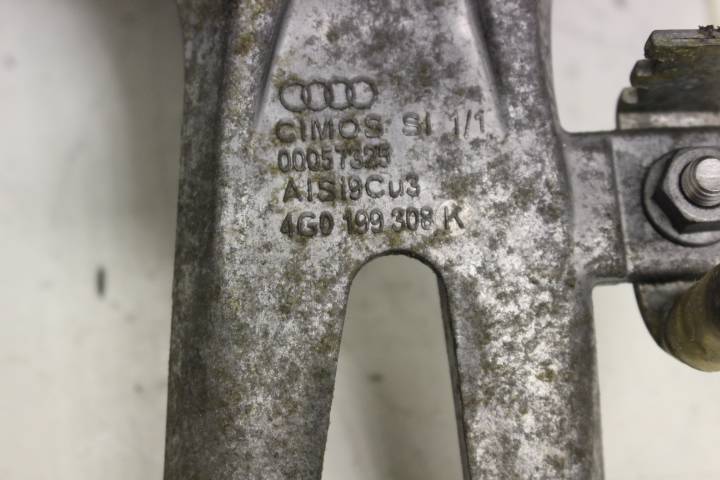 CIMOS SI 1/1
00057325
AlSi9Cu3
4G0 199 308 K